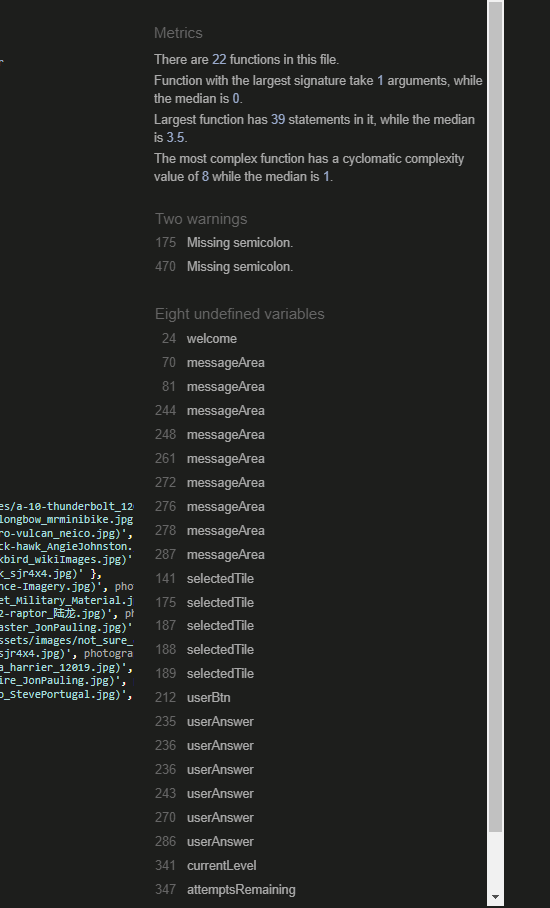 Metrics
There are 22 functions in this file.
Function with the largest signature take 1 arguments, while
the median is 0.
Largest function has 39 statements in it, while the median
is 3.5.
The most complex function has a cyclomatic complexity
value of 8 while the median is 1.
Two warnings
175 Missing semicolon.
470 Missing semicolon.
Eight undefined variables
24 welcome
70 messageArea
81 messageArea
244 messageArea
248 messageArea
261 messageArea
272 messageArea
276 messageArea
278 messageArea
287 messageArea
141 selectedTile
175 selectedTile
187 selectedTile
188 selectedTile
189 selectedTile
212 userBtn
235 userAnswer
236 userAnswer
236 userAnswer
243 userAnswer
270 userAnswer
286 userAnswer
341 currentLevel
347 attemptsRemaining
es/a-10-thunderbolt_120
longbow_mrminibike.jpg
ro-vulcan_neico.jpg)',
ck-hawk_AngieJohnston.
kbird_wikiImages.jpg)'
k_sjr4x4.jpg)' },
nce-Imagery.jpg)', phot
et_Military_Material.j
2-raptor_陆龙.jpg)', ph
aster_JonPauling.jpg)'
ssets/images/not_sure_
sjr4x4.jpg)', photogra
a_harrier_12019.jpg)',
ire_JonPauling.jpg)',
o_StevePortugal.jpg)',